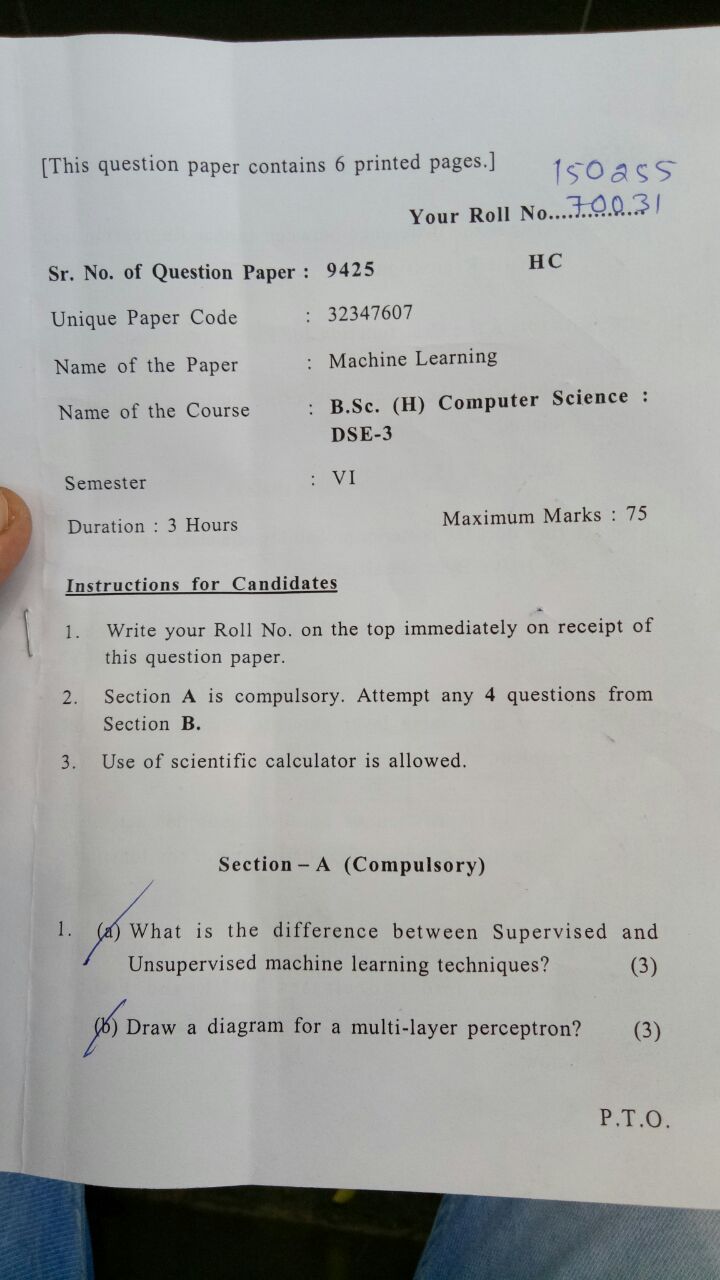 [This question paper contains 6 printed pages.]
150255
Your Roll No...70031
Sr. No. of Question Paper : 9425 HC
Unique Paper Code : 32347607
Name of the Paper : Machine Learning
Name of the Course : B.Sc. (H) Computer Science :
DSE-3
Semester : VI
Duration : 3 Hours Maximum Marks : 75
Instructions for Candidates
1. Write your Roll No. on the top immediately on receipt of
this question paper.
2. Section A is compulsory. Attempt any 4 questions from
Section B.
3. Use of scientific calculator is allowed.
Section – A (Compulsory)
1. (a) What is the difference between Supervised and
Unsupervised machine learning techniques? (3)
(b) Draw a diagram for a multi-layer perceptron? (3)
P.T.O.